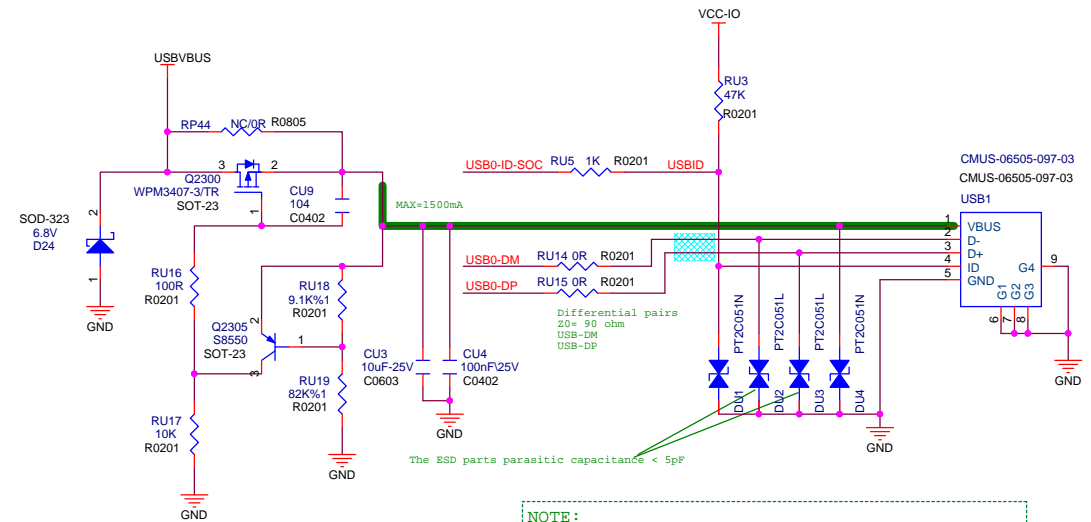 VCC-IO
USBVBUS
RU3
47K
R0201
RP44
NC/0R
R0805
3
2
Q2300
WPM3407-3/TR
SOT-23
1
CU9
104
C0402
USB0-ID-SOC
RU5
1K
R0201
USBID
CMUS-06505-097-03
CMUS-06505-097-03
USB1
MAX=1500mA
SOD-323
6.8V
D24
2
1
GND
1
2
3
4
5
VBUS
D-
D+
ID
GND
G4
9
G1
G2
G3
6
7
8
GND
USB0-DM
RU14
0R
R0201
USB0-DP
RU15
0R
R0201
Differential pairs
Z0= 90 ohm
USB-DM
USB-DP
RU16
100R
R0201
RU18
9.1K%1
R0201
Q2305
S8550
SOT-23
2
1
3
RU19
82K%1
R0201
GND
CU3
10uF-25V
C0603
CU4
100nF\25V
C0402
GND
PT2C051N
PT2C051L
PT2C051L
PT2C051N
DU1
DU2
DU3
DU4
GND
RU17
10K
R0201
GND
The ESD parts parasitic capacitance < 5pF
NOTE: